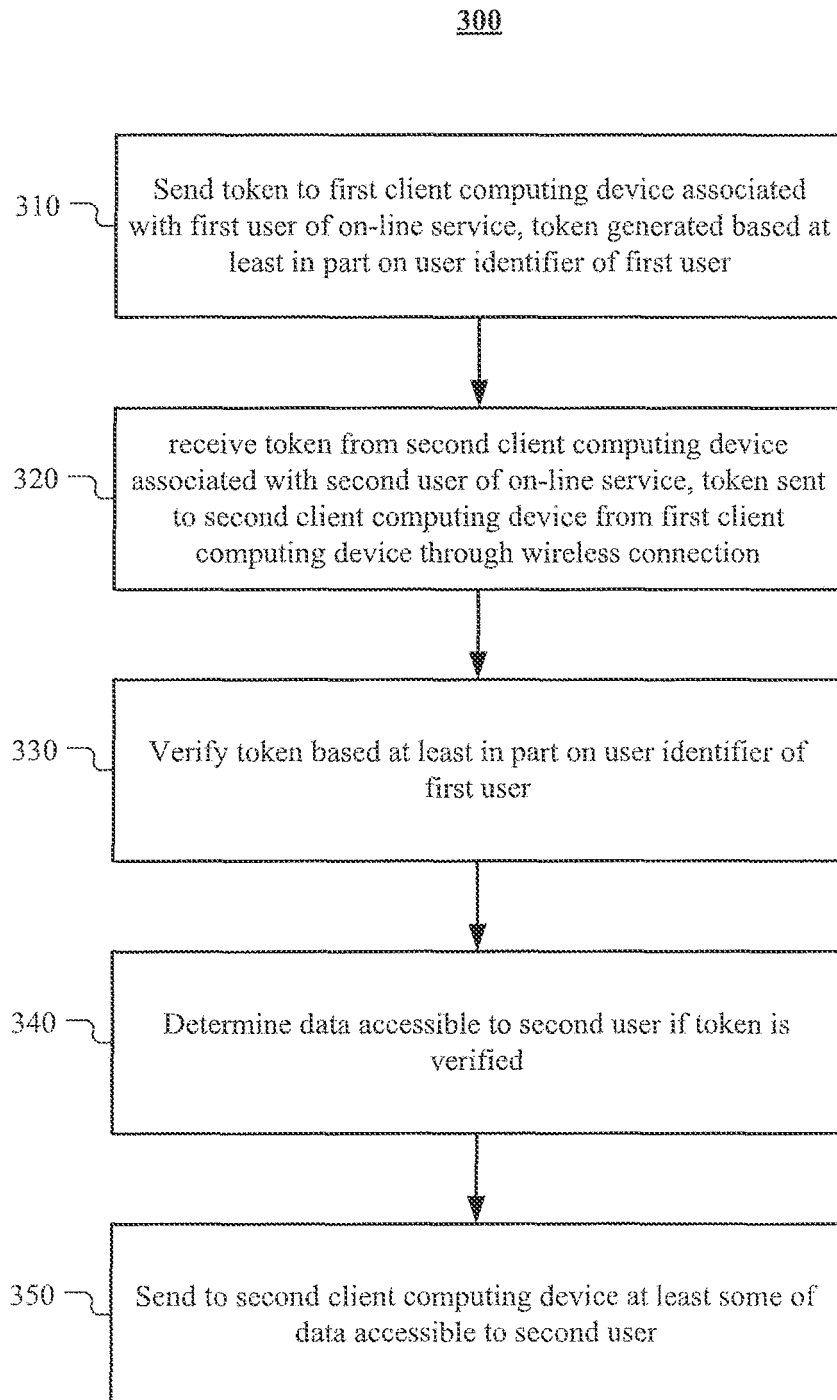 300
310
Send token to first client computing device associated
with first user of on-line service, token generated based at
least in part on user identifier of first user
320
receive token from second client computing device
associated with second user of on-line service, token sent
to second client computing device from first client
computing device through wireless connection
330
Verify token based at least in part on user identifier of
first user
340
Determine data accessible to second user if token is
verified
350
Send to second client computing device at least some of
data accessible to second user